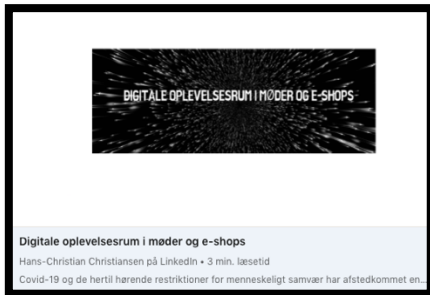 DIGITALE OPLEVELSESRUM I MØDER OG E-SHOPS
Digitale oplevelsesrum i møder og e-shops
Hans-Christian Christiansen på LinkedIn • 3 min. læsetid
Covid-19 og de hertil hørende restriktioner for menneskeligt samvær har afstedkommet en...